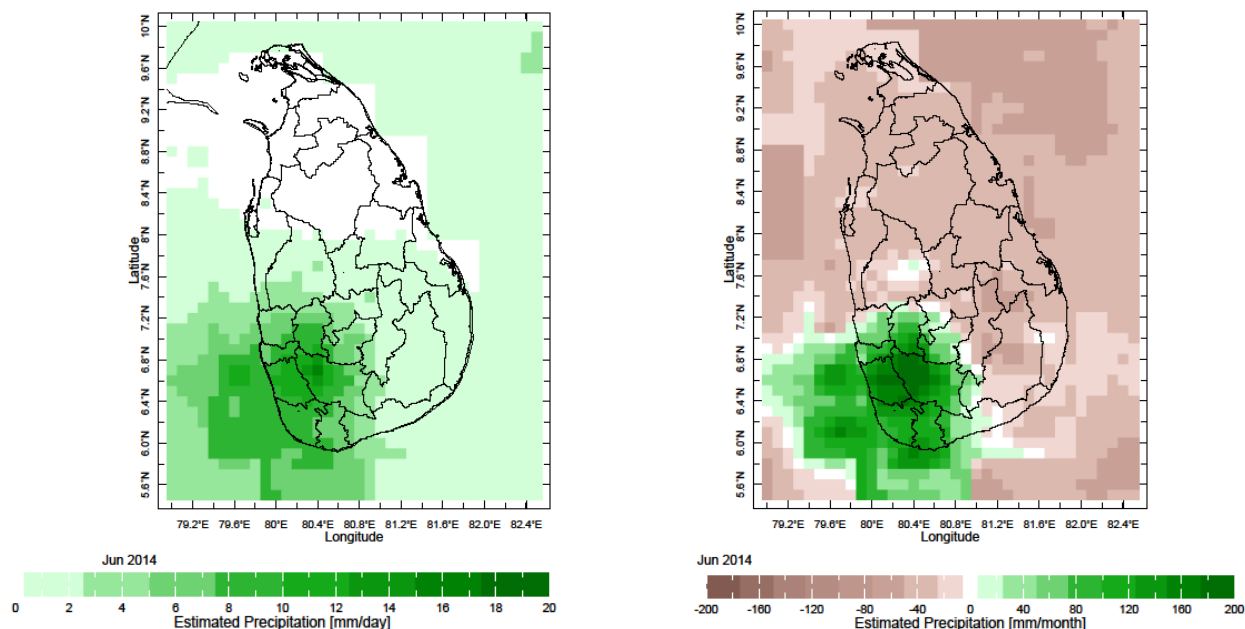 10°N
9.6°N
9.2°N
8.8°N
8.4°N
8°N
7.6°N
7.2°N
6.8°N
6.4°N
6.0°N
5.6°N
Latitude
79.2°E 79.6°E 80°E 80.4°E 80.8°E 81.2°E 81.6°E 82.0°E 82.4°E
Longitude
Jun 2014
0 2 4 6 8 10 12 14 16 18 20
Estimated Precipitation [mm/day]
10°N
9.6°N
9.2°N
8.8°N
8.4°N
8°N
7.6°N
7.2°N
6.8°N
6.4°N
6.0°N
5.6°N
Latitude
79.2°E 79.6°E 80°E 80.4°E 80.8°E 81.2°E 81.6°E 82.0°E 82.4°E
Longitude
Jun 2014
-200 -160 -120 -80 -40 0 40 80 120 160 200
Estimated Precipitation [mm/month]